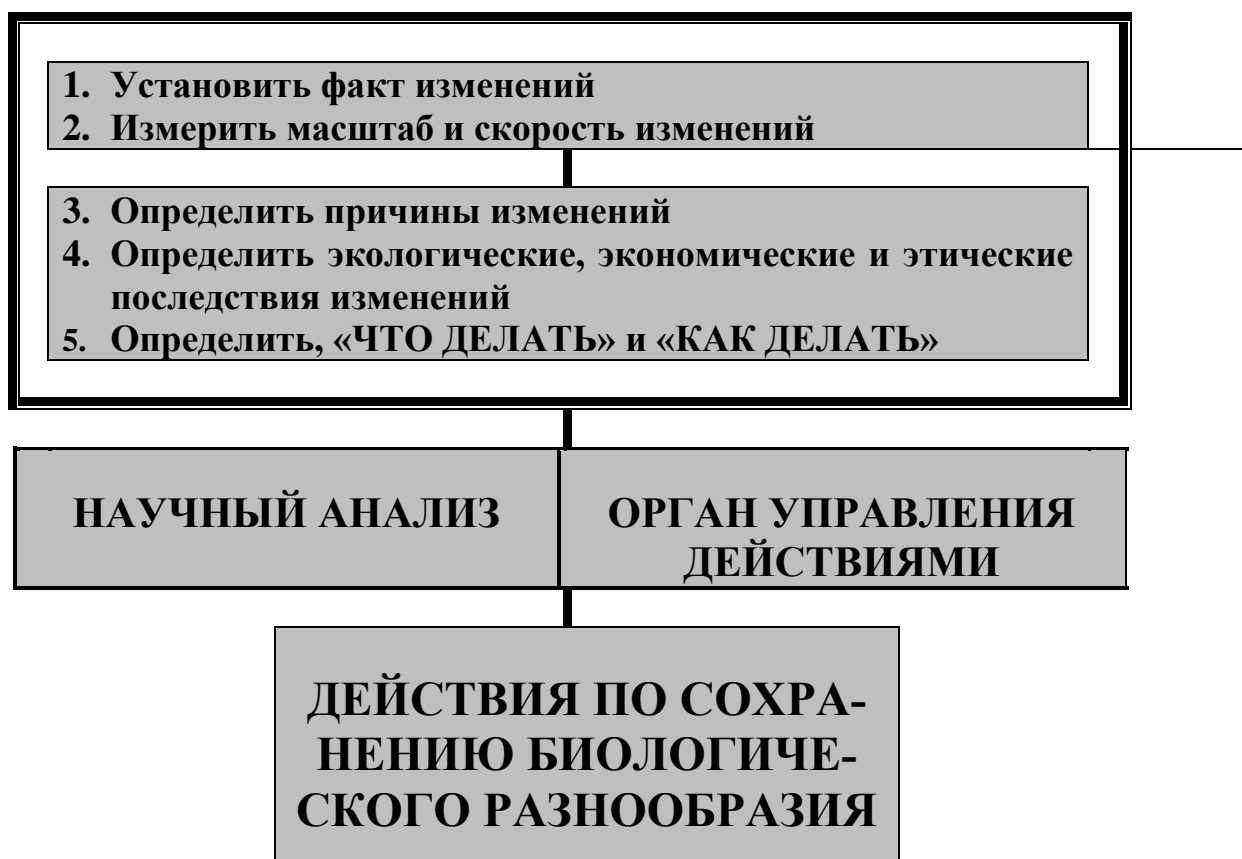 1. Установить факт изменений
2. Измерить масштаб и скорость изменений
3. Определить причины изменений
4. Определить экологические, экономические и этические
последствия изменений
5. Определить, «ЧТО ДЕЛАТЬ» и «КАК ДЕЛАТЬ»
НАУЧНЫЙ АНАЛИЗ
ОРГАН УПРАВЛЕНИЯ
ДЕЙСТВИЯМИ
ДЕЙСТВИЯ ПО СОХРА-
НЕНИЮ БИОЛОГИЧЕ-
СКОГО РАЗНООБРАЗИЯ